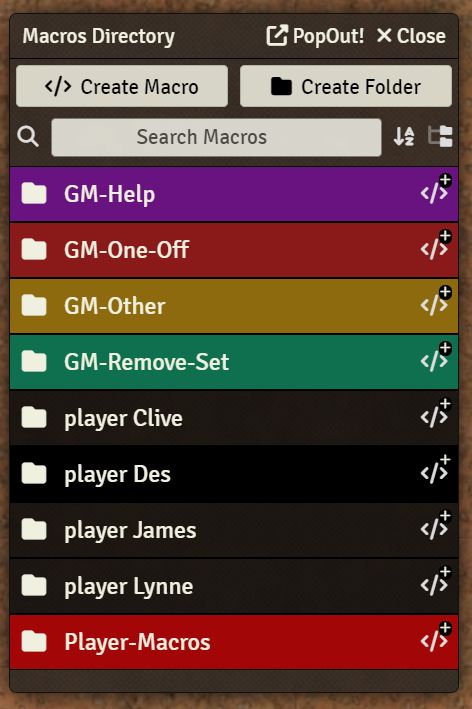 Macros Directory PopOut! Close
Create Macro Create Folder
Search Macros
GM-Help
GM-One-Off
GM-Other
GM-Remove-Set
player Clive
player Des
player James
player Lynne
Player-Macros